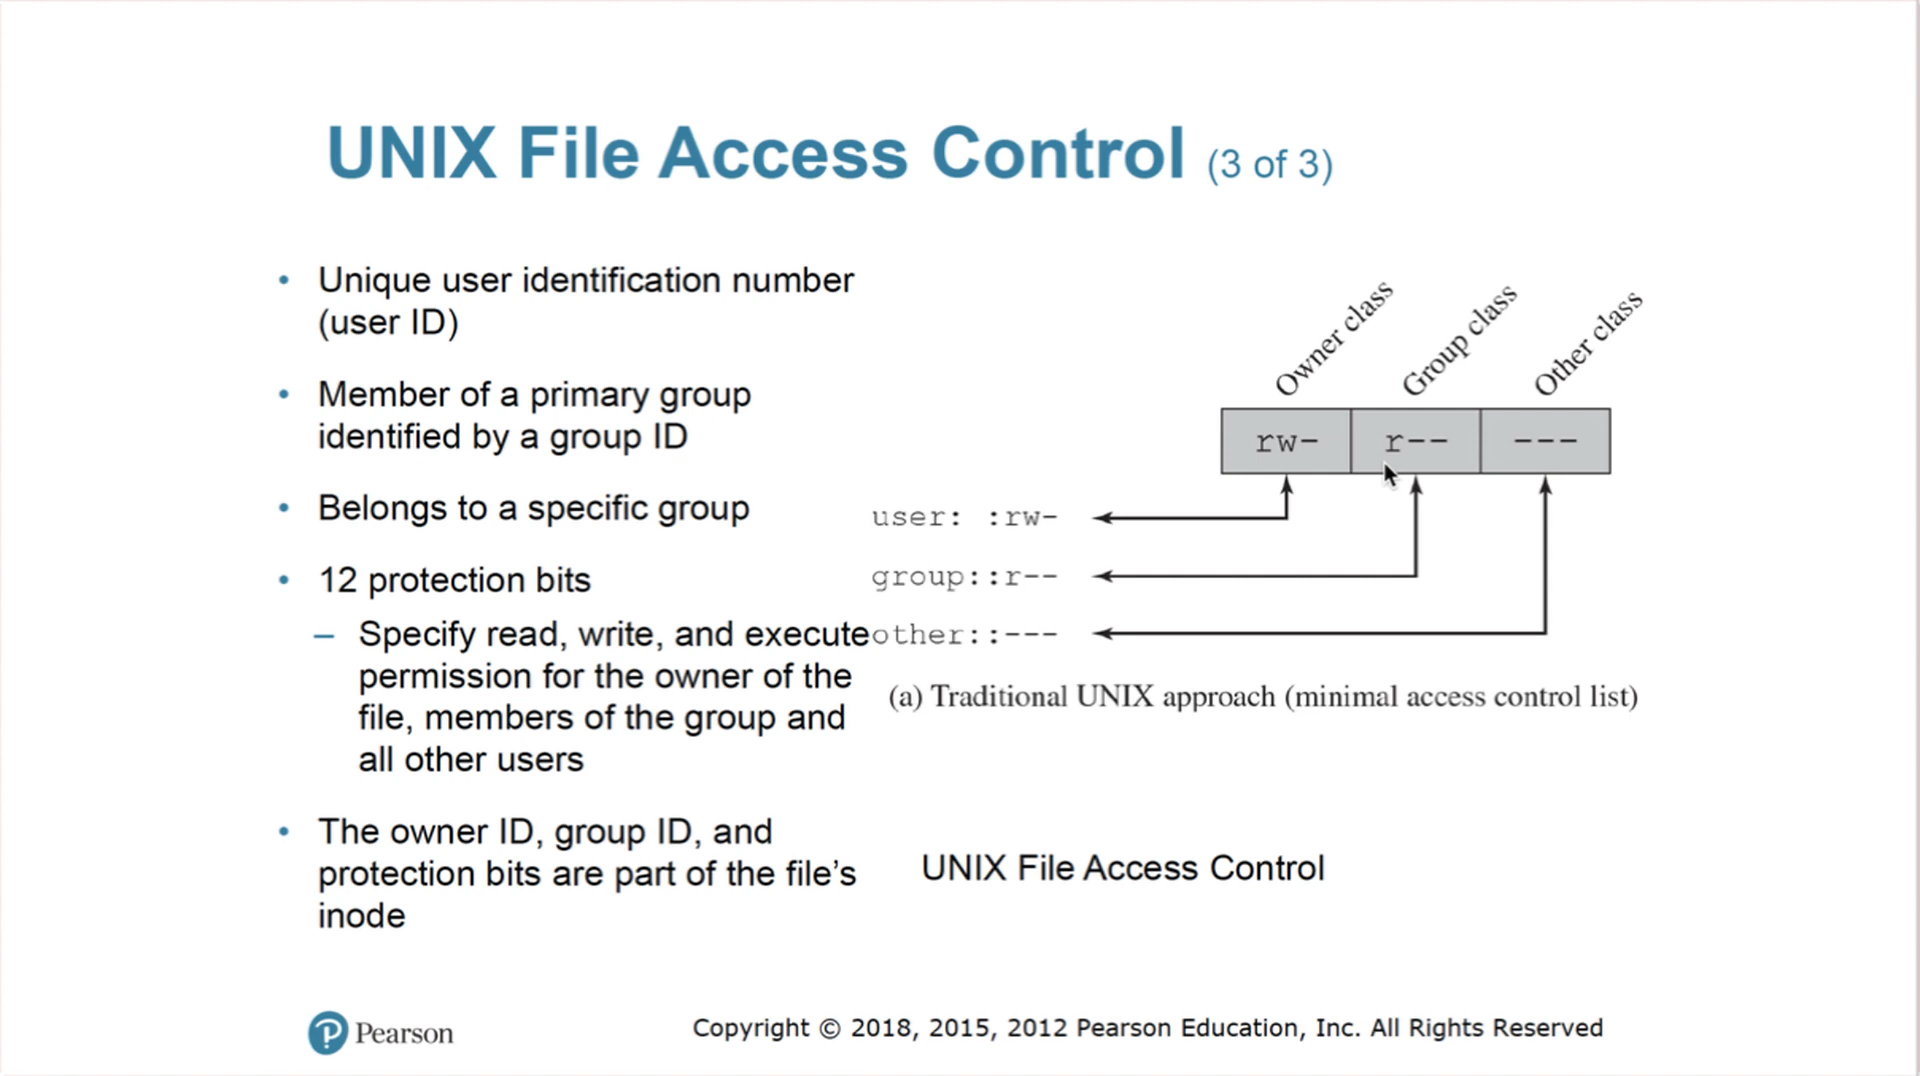 UNIX File Access Control (3 of 3)
• Unique user identification number
(user ID)
• Member of a primary group
identified by a group ID
• Belongs to a specific group
• 12 protection bits
– Specify read, write, and execute
permission for the owner of the
file, members of the group and
all other users
• The owner ID, group ID, and
protection bits are part of the file's
inode
Owner class
Group class
Other class
rw- r-- ---
user: :rw-
group::r--
other::---
(a) Traditional UNIX approach (minimal access control list)
UNIX File Access Control
Pearson
Copyright © 2018, 2015, 2012 Pearson Education, Inc. All Rights Reserved